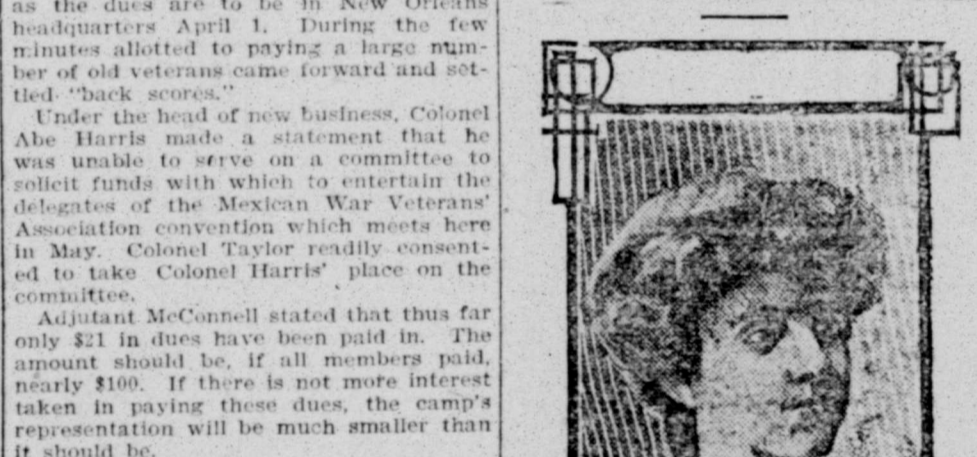 as the dues are to be in New Orleans
headquarters April 1. During the few
minutes allotted to paying a large num-
ber of old veterans came forward and set-
tled "back scores."
Under the head of new business, Colonel
Abe Harris made a statement that he
was unable to serve on a committee to
solicit funds with which to entertain the
delegates of the Mexican War Veterans'
Association convention which meets here
in May. Colonel Taylor readily consent-
ed to take Colonel Harris' place on the
committee.
Adjutant McConnell stated that thus far
only $21 in dues have been paid in. The
amount should be, if all members paid,
nearly $100. If there is not more interest
taken in paying these dues, the camp's
representation will be much smaller than
it should be.